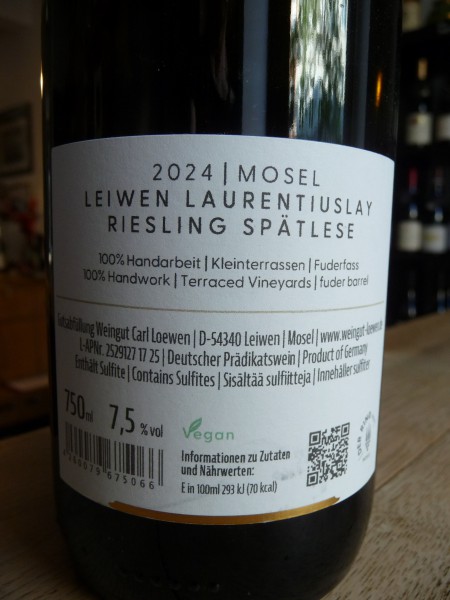 2024 | MOSEL
LEIWEN LAURENTIUSLAY
RIESLING SPÄTLESE
100% Handarbeit | Kleinterrassen | Fuderfass
100% Handwork | Terraced Vineyards | fuder barrel
Gutsabfüllung Weingut Carl Loewen | D-54340 Leiwen | Mosel | www.weingut-loewen.de
L-APNr. 2529127 17 25 | Deutscher Prädikatswein | Product of Germany
Enthält Sulfite | Contains Sulfites | Sisältää sulfiitteja | Innehåller sulfiter
750ml 7,5 % vol
Vegan
Informationen zu Zutaten
und Nährwerten:
E in 100ml 293 kJ (70 kcal)